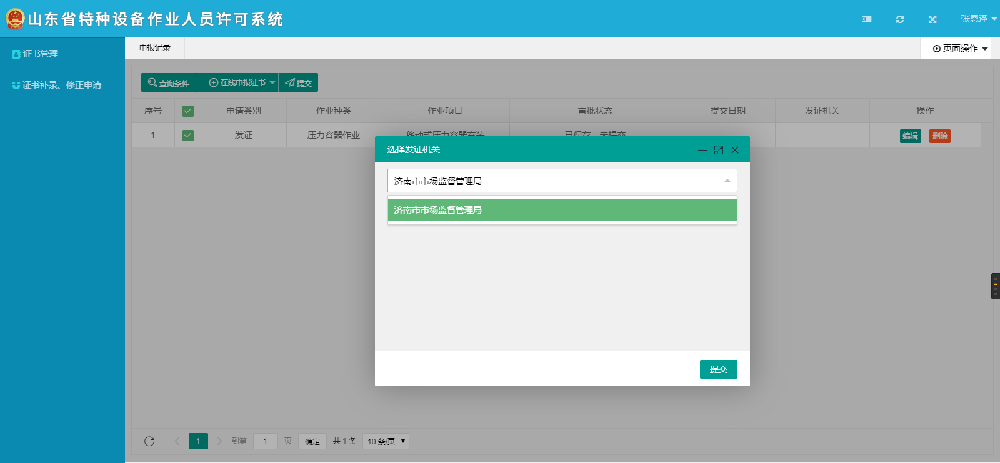 山东省特种设备作业人员许可系统
张恩泽
证书管理
证书补录、修正申请
申报记录
页面操作
查询条件 在线申报证书 提交
序号 申请类别 作业种类 作业项目 审批状态 提交日期 发证机关 操作
1 发证 压力容器作业 移动式压力容器充装 已保存，未提交 编辑 删除
选择发证机关
济南市市场监督管理局
济南市市场监督管理局
提交
1 到第 1 页 确定 共 1 条 10 条/页